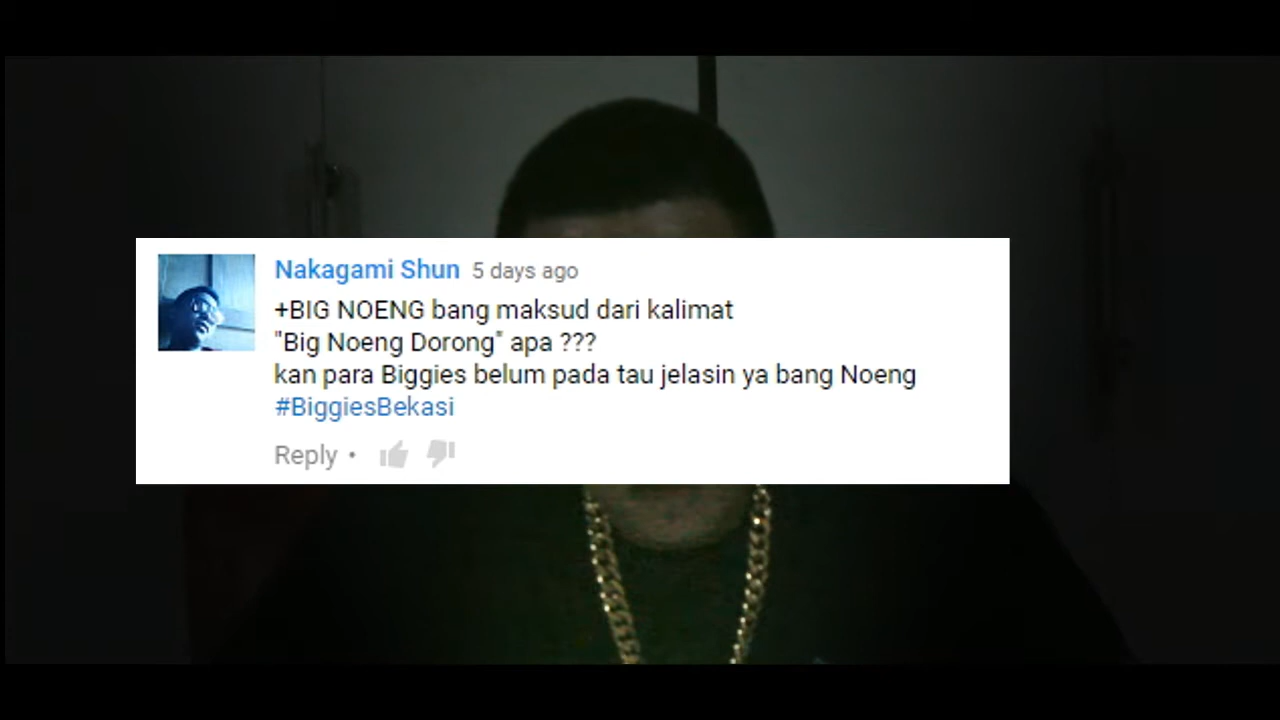 Nakagami Shun 5 days ago
+BIG NOENG bang maksud dari kalimat
"Big Noeng Dorong" apa ???
kan para Biggies belum pada tau jelasin ya bang Noeng
#BiggiesBekasi
Reply •